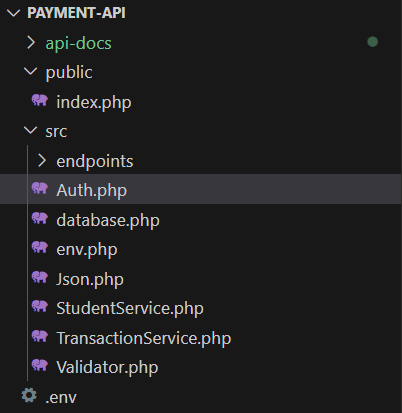 PAYMENT-API
api-docs
public
index.php
src
endpoints
Auth.php
database.php
env.php
Json.php
StudentService.php
TransactionService.php
Validator.php
.env